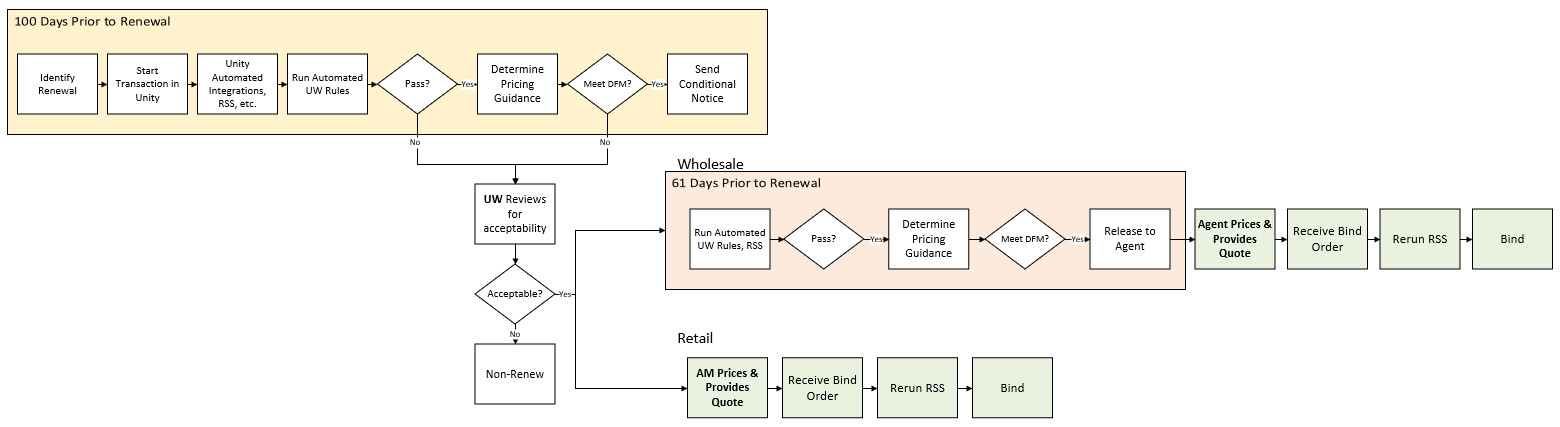 100 Days Prior to Renewal
Identify
Renewal
Start
Transaction in
Unity
Unity
Automated
Integrations,
RSS, etc.
Run Automated
UW Rules
Pass?
Yes
Determine
Pricing
Guidance
Meet DFM?
Yes
Send
Conditional
Notice
No
No
UW Reviews
for
acceptability
Acceptable?
Yes
No
Non-Renew
Wholesale
61 Days Prior to Renewal
Run Automated
UW Rules, RSS
Pass?
Yes
Determine
Pricing
Guidance
Meet DFM?
Yes
Release to
Agent
Agent Prices &
Provides
Quote
Receive Bind
Order
Rerun RSS
Bind
Retail
AM Prices &
Provides
Quote
Receive Bind
Order
Rerun RSS
Bind